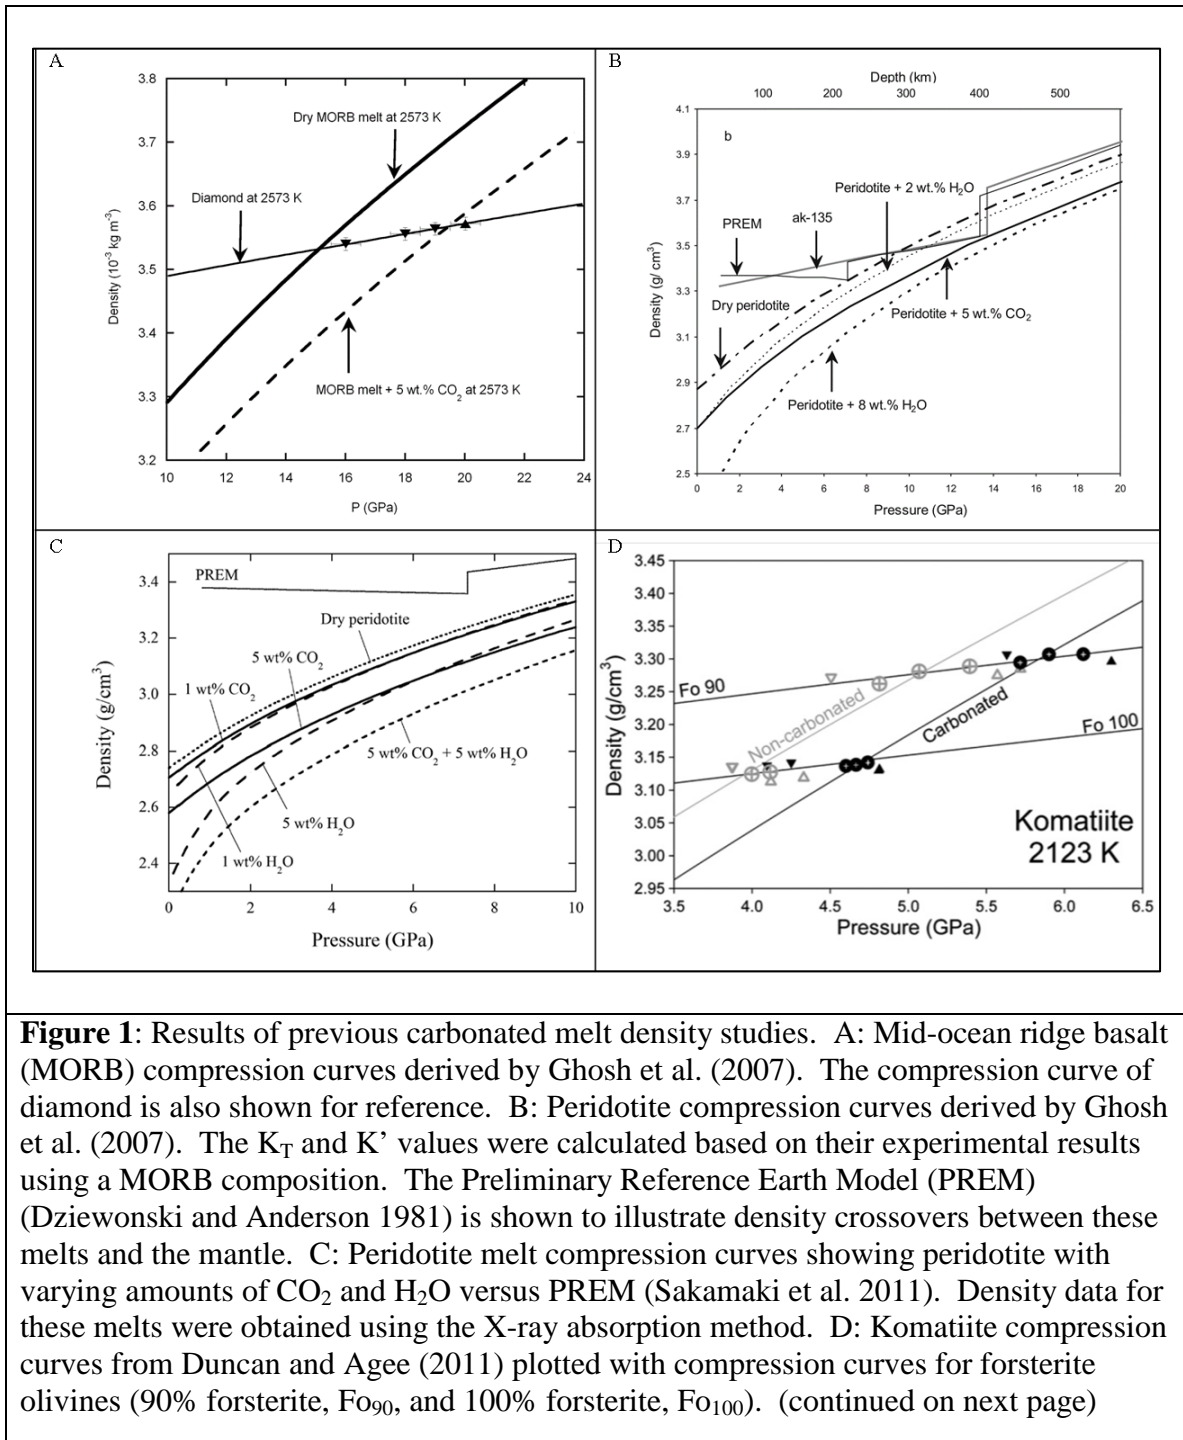 A
3.8
3.7
3.6
3.5
3.4
3.3
3.2
Density (10⁻³ kg m⁻³)
Dry MORB melt at 2573 K
Diamond at 2573 K
MORB melt + 5 wt.% CO₂ at 2573 K
10 12 14 16 18 20 22 24
P (GPa)
B
Depth (km)
100 200 300 400 500
4.1
3.9
3.7
3.5
3.3
3.1
2.9
2.7
2.5
Density (g/ cm³)
b
Peridotite + 2 wt.% H₂O
ak-135
PREM
Dry peridotite
Peridotite + 5 wt.% CO₂
Peridotite + 8 wt.% H₂O
0 2 4 6 8 10 12 14 16 18 20
Pressure (GPa)
C
3.4
3.2
3.0
2.8
2.6
2.4
Density (g/cm³)
PREM
Dry peridotite
5 wt% CO₂
1 wt% CO₂
5 wt% CO₂ + 5 wt% H₂O
5 wt% H₂O
1 wt% H₂O
0 2 4 6 8 10
Pressure (GPa)
D
3.45
3.40
3.35
3.30
3.25
3.20
3.15
3.10
3.05
3.00
2.95
Density (g/cm³)
Fo 90
Non-carbonated
Carbonated
Fo 100
Komatiite
2123 K
3.5 4.0 4.5 5.0 5.5 6.0 6.5
Pressure (GPa)
Figure 1: Results of previous carbonated melt density studies. A: Mid-ocean ridge basalt
(MORB) compression curves derived by Ghosh et al. (2007). The compression curve of
diamond is also shown for reference. B: Peridotite compression curves derived by Ghosh
et al. (2007). The K_T and K’ values were calculated based on their experimental results
using a MORB composition. The Preliminary Reference Earth Model (PREM)
(Dziewonski and Anderson 1981) is shown to illustrate density crossovers between these
melts and the mantle. C: Peridotite melt compression curves showing peridotite with
varying amounts of CO₂ and H₂O versus PREM (Sakamaki et al. 2011). Density data for
these melts were obtained using the X-ray absorption method. D: Komatiite compression
curves from Duncan and Agee (2011) plotted with compression curves for forsterite
olivines (90% forsterite, Fo₉₀, and 100% forsterite, Fo₁₀₀). (continued on next page)